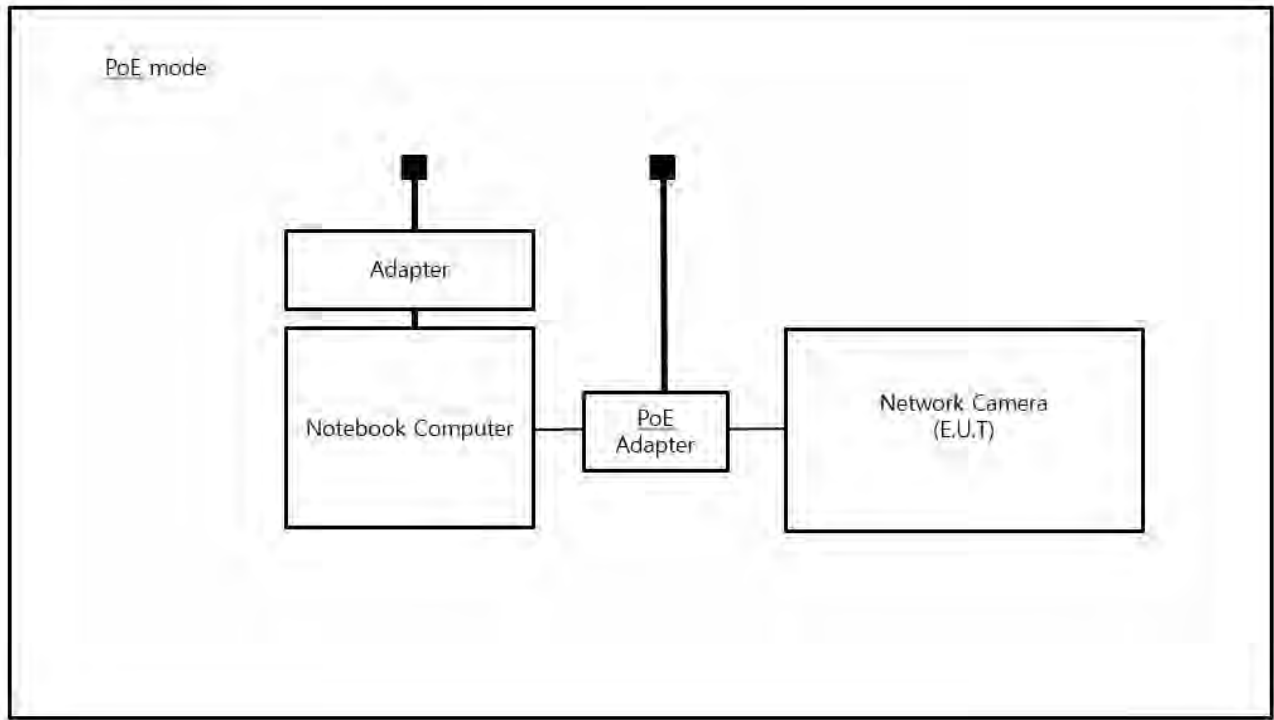 PoE mode
Adapter
Notebook Computer
PoE
Adapter
Network Camera
(E.U.T)